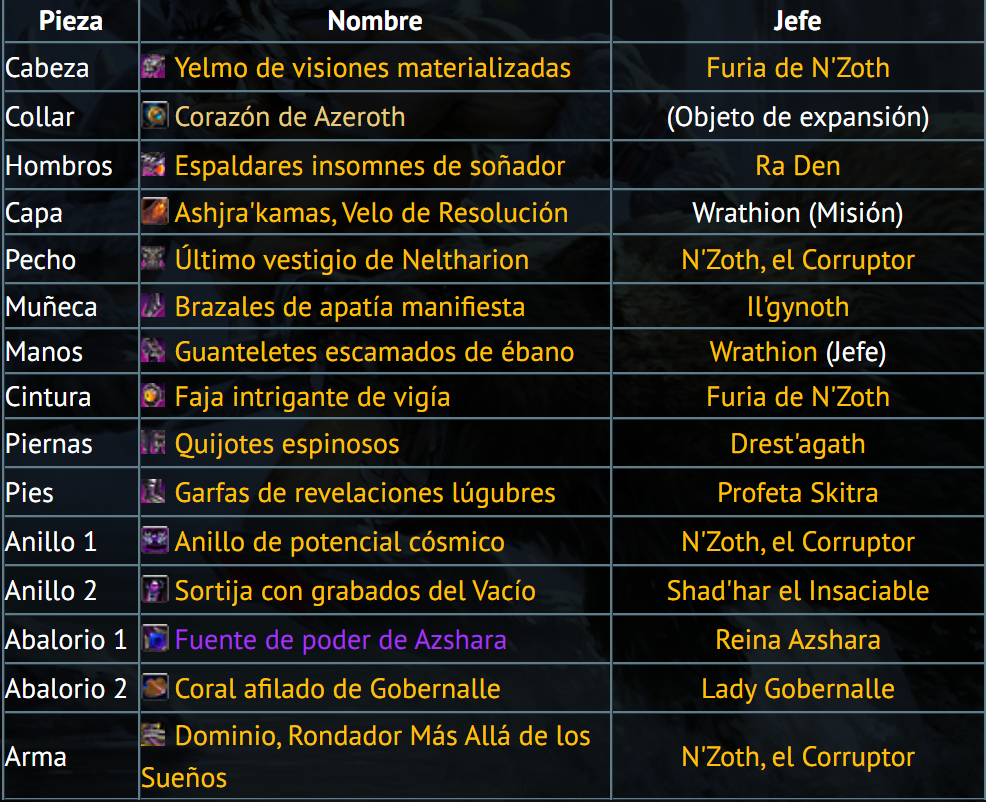 Pieza Nombre Jefe
Cabeza Yelmo de visiones materializadas Furia de N'Zoth
Collar Corazón de Azeroth (Objeto de expansión)
Hombros Espaldares insomnes de soñador Ra Den
Capa Ashjra'kamas, Velo de Resolución Wrathion (Misión)
Pecho Último vestigio de Neltharion N'Zoth, el Corruptor
Muñeca Brazales de apatía manifiesta Il'gynoth
Manos Guanteletes escamados de ébano Wrathion (Jefe)
Cintura Faja intrigante de vigía Furia de N'Zoth
Piernas Quijotes espinosos Drest'agath
Pies Garfas de revelaciones lúgubres Profeta Skitra
Anillo 1 Anillo de potencial cósmico N'Zoth, el Corruptor
Anillo 2 Sortija con grabados del Vacío Shad'har el Insaciable
Abalorio 1 Fuente de poder de Azshara Reina Azshara
Abalorio 2 Coral afilado de Gobernalle Lady Gobernalle
Arma Dominio, Rondador Más Allá de los
Sueños N'Zoth, el Corruptor